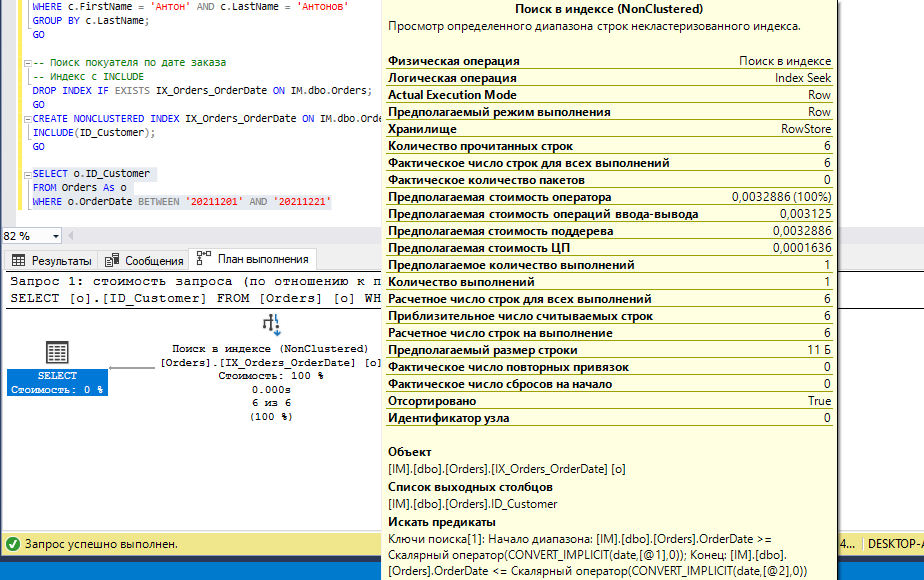 WHERE c.FirstName = 'Антон' AND c.LastName = 'Антонов'
GROUP BY c.LastName;
GO
-- Поиск покуателя по дате заказа
-- Индекс с INCLUDE
DROP INDEX IF EXISTS IX_Orders_OrderDate ON IM.dbo.Orders;
GO
CREATE NONCLUSTERED INDEX IX_Orders_OrderDate ON IM.dbo.Orde
INCLUDE(ID_Customer);
GO
SELECT o.ID_Customer
FROM Orders As o
WHERE o.OrderDate BETWEEN '20211201' AND '20211221'
82 %
Результаты Сообщения План выполнения
Запрос 1: стоимость запроса (по отношению к п
SELECT [o].[ID_Customer] FROM [Orders] [o] WH
Поиск в индексе (NonClustered)
[Orders].[IX_Orders_OrderDate] [o]
Стоимость: 100 %
0.000s
6 из 6
(100 %)
SELECT
Стоимость: 0 %
Запрос успешно выполнен.
4... DESKTOP-A
Поиск в индексе (NonClustered)
Просмотр определенного диапазона строк некластеризованного индекса.
Физическая операция Поиск в индексе
Логическая операция Index Seek
Actual Execution Mode Row
Предполагаемый режим выполнения Row
Хранилище RowStore
Количество прочитанных строк 6
Фактическое число строк для всех выполнений 6
Фактическое количество пакетов 0
Предполагаемая стоимость оператора 0,0032886 (100%)
Предполагаемая стоимость операций ввода-вывода 0,003125
Предполагаемая стоимость поддерева 0,0032886
Предполагаемая стоимость ЦП 0,0001636
Предполагаемое количество выполнений 1
Количество выполнений 1
Расчетное число строк для всех выполнений 6
Приблизительное число считываемых строк 6
Расчетное число строк на выполнение 6
Предполагаемый размер строки 11 Б
Фактическое число повторных привязок 0
Фактическое число сбросов на начало 0
Отсортировано True
Идентификатор узла 0
Объект
[IM].[dbo].[Orders].[IX_Orders_OrderDate] [o]
Список выходных столбцов
[IM].[dbo].[Orders].ID_Customer
Искать предикаты
Ключи поиска[1]: Начало диапазона: [IM].[dbo].[Orders].OrderDate >=
Скалярный оператор(CONVERT_IMPLICIT(date,[@1],0)); Конец: [IM].[dbo].
[Orders].OrderDate <= Скалярный оператор(CONVERT_IMPLICIT(date,[@2],0))